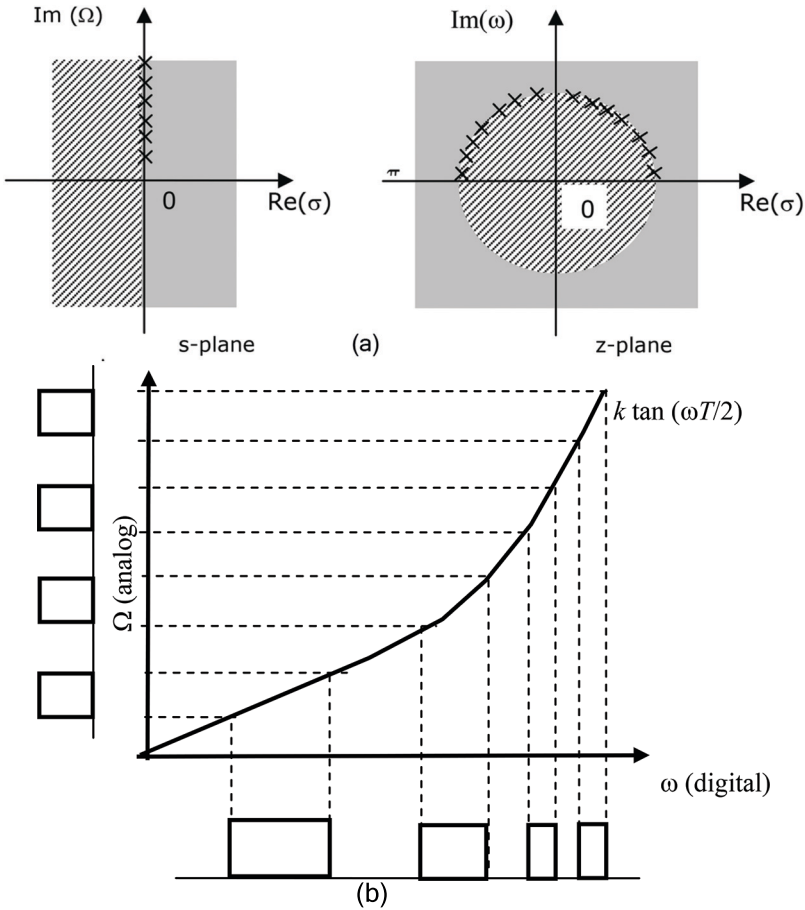 Im (Ω)
Im(ω)
π
0
Re(σ)
0
Re(σ)
s-plane
(a)
z-plane
k tan (ωT/2)
Ω (analog)
ω (digital)
(b)